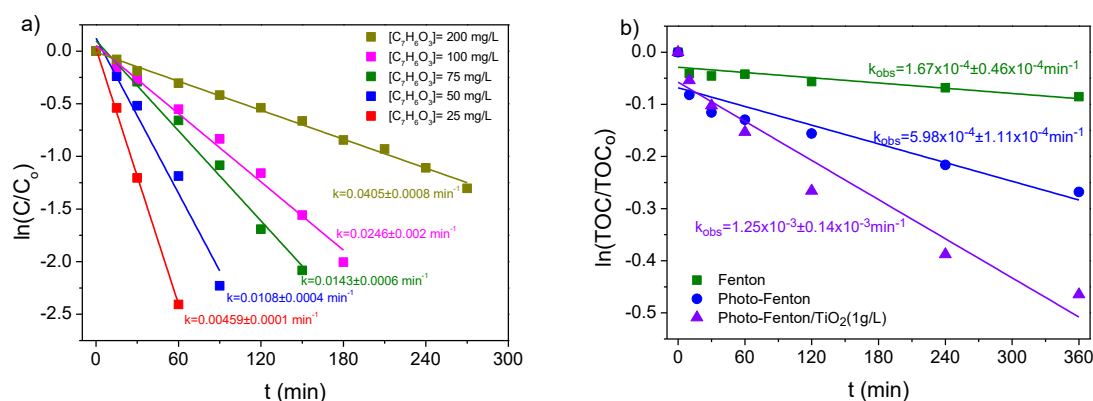 a)
[C7H6O3]= 200 mg/L
[C7H6O3]= 100 mg/L
[C7H6O3]= 75 mg/L
[C7H6O3]= 50 mg/L
[C7H6O3]= 25 mg/L
k=0.0405±0.0008 min-1
k=0.0246±0.002 min-1
k=0.0143±0.0006 min-1
k=0.0108±0.0004 min-1
k=0.00459±0.0001 min-1
0.0
-0.5
-1.0
-1.5
-2.0
-2.5
ln(C/Co)
0 60 120 180 240 300
t (min)
b)
kobs=1.67x10-4±0.46x10-4min-1
kobs=5.98x10-4±1.11x10-4min-1
kobs=1.25x10-3±0.14x10-3min-1
Fenton
Photo-Fenton
Photo-Fenton/TiO2(1g/L)
0.0
-0.1
-0.2
-0.3
-0.4
-0.5
ln(TOC/TOCo)
0 60 120 180 240 300 360
t (min)